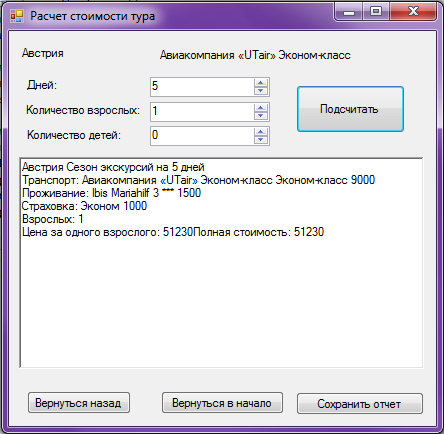 Расчет стоимости тура
Австрия
Авиакомпания «UTair» Эконом-класс
Дней:
5
Количество взрослых:
1
Подсчитать
Количество детей:
0
Австрия Сезон экскурсий на 5 дней
Транспорт: Авиакомпания «UTair» Эконом-класс Эконом-класс 9000
Проживание: Ibis Mariahilf 3 *** 1500
Страховка: Эконом 1000
Взрослых: 1
Цена за одного взрослого: 51230Полная стоимость: 51230
Вернуться назад
Вернуться в начало
Сохранить отчет